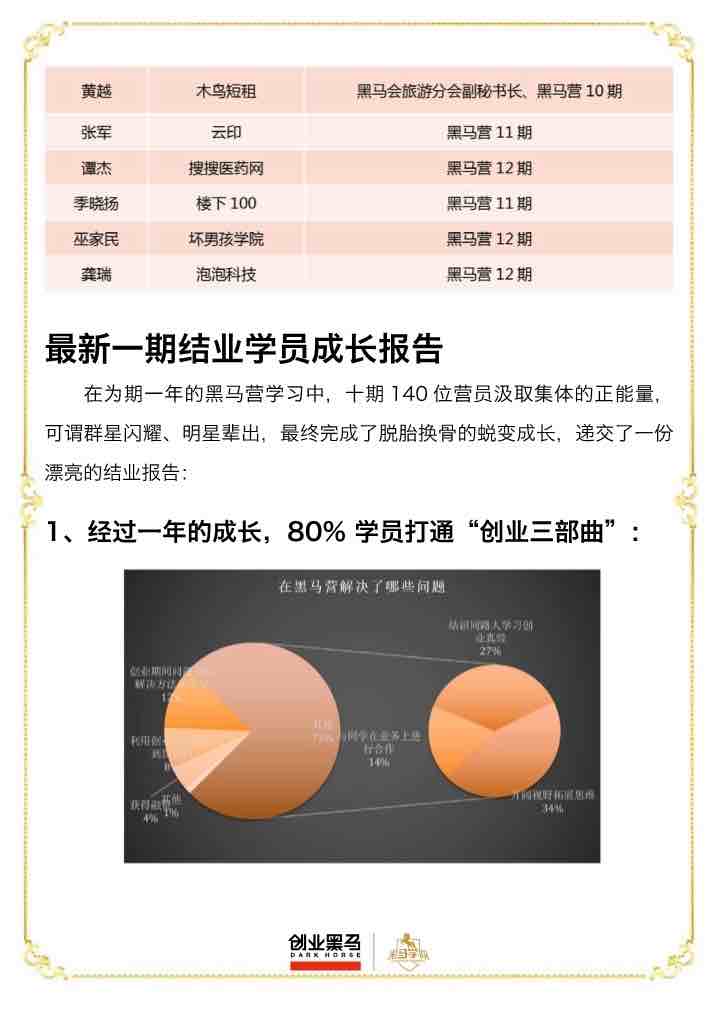 黄越 木鸟短租 黑马会旅游分会副秘书长、黑马营 10 期
张军 云印 黑马营 11 期
谭杰 搜搜医药网 黑马营 12 期
季晓扬 楼下 100 黑马营 11 期
巫家民 坏男孩学院 黑马营 12 期
龚瑞 泡泡科技 黑马营 12 期
最新一期结业学员成长报告
在为期一年的黑马营学习中，十期 140 位营员汲取集体的正能量，
可谓群星闪耀、明星辈出，最终完成了脱胎换骨的蜕变成长，递交了一份
漂亮的结业报告：
1、经过一年的成长，80% 学员打通“创业三部曲”：
在黑马营解决了哪些问题
结识同路人学习创
业真经
27%
创业期间问
解决方法
12%
其他
与同学在业务上进
行合作
14%
利用创
获得融
4%
其他
1%
开阔视野拓展思维
34%
创业黑马
DARK HORSE
黑马学院